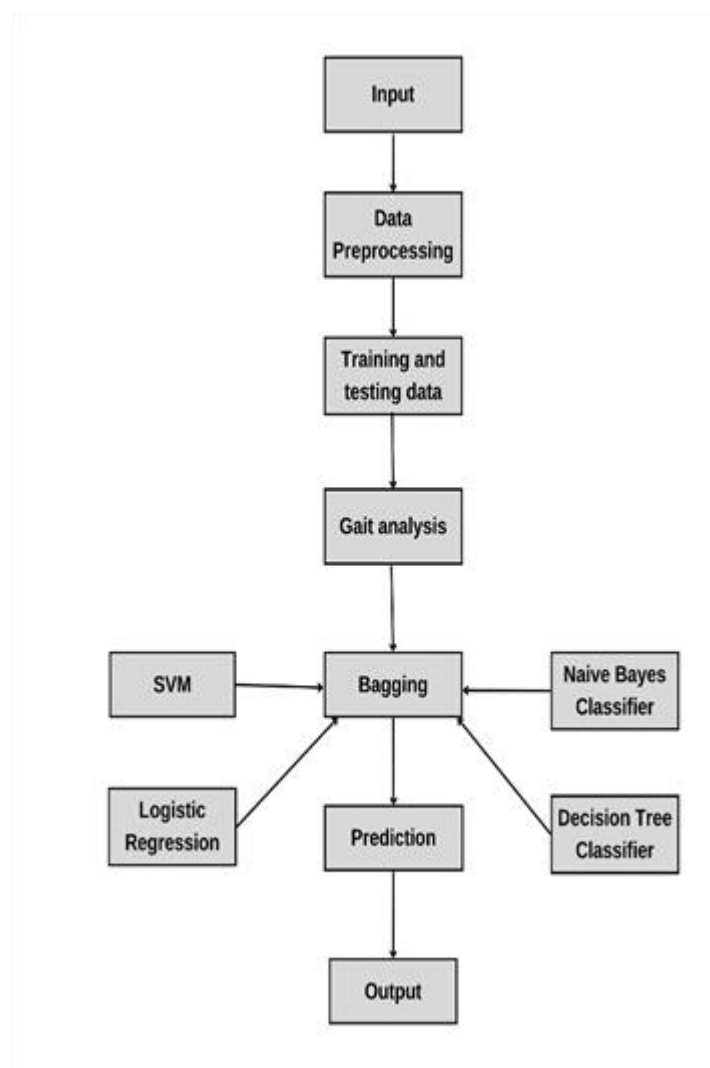 Input
Data
Preprocessing
Training and
testing data
Gait analysis
SVM
Bagging
Naive Bayes
Classifier
Logistic
Regression
Prediction
Decision Tree
Classifier
Output